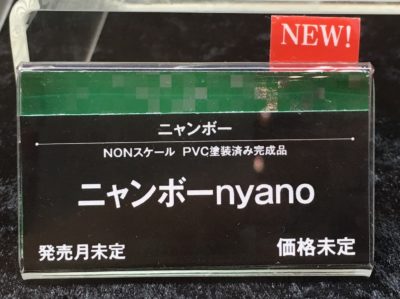 NEW!
ニャンボー
NONスケール PVC塗装済み完成品
ニャンボーnyano
発売月未定
価格未定